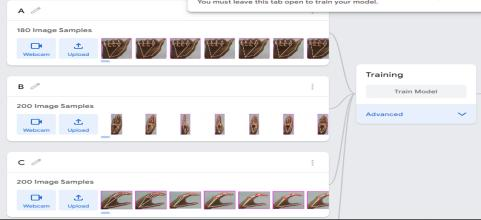 You must leave this tab open to train your model.
A
180 Image Samples
Webcam
Upload
B
200 Image Samples
Webcam
Upload
C
200 Image Samples
Webcam
Upload
Training
Train Model
Advanced